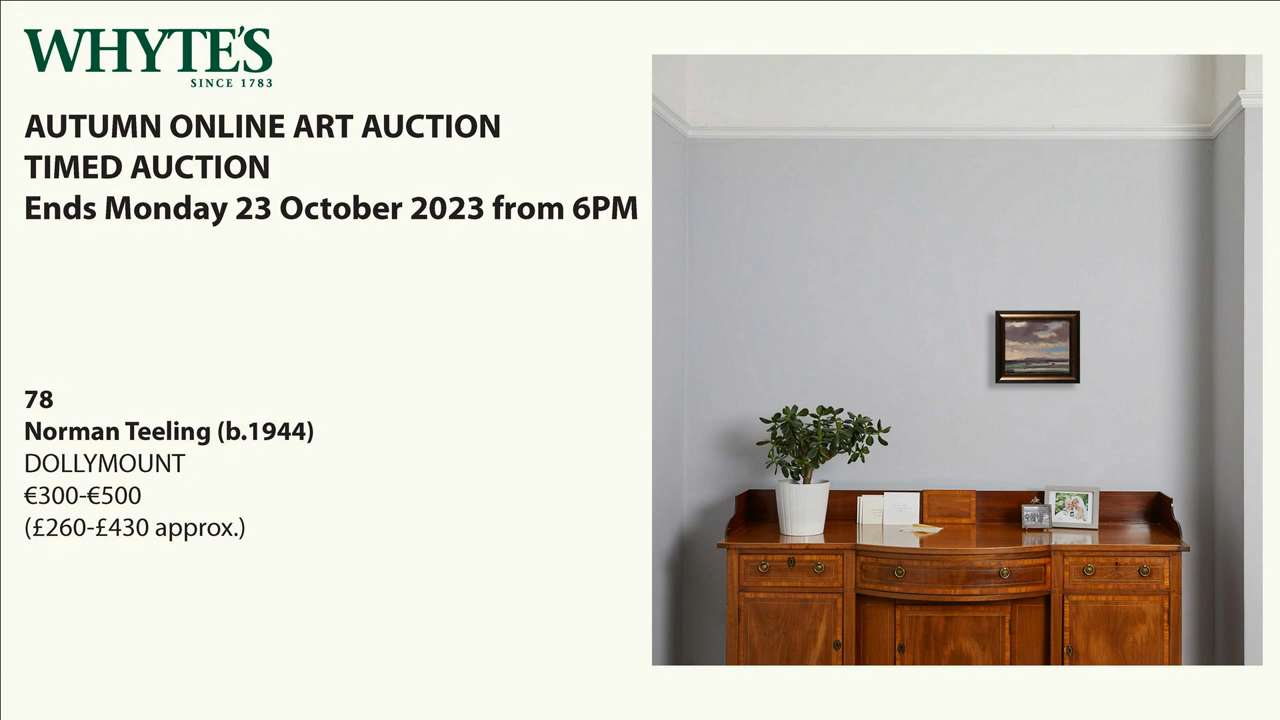 WHYTE'S
SINCE 1783
AUTUMN ONLINE ART AUCTION
TIMED AUCTION
Ends Monday 23 October 2023 from 6PM
78
Norman Teeling (b.1944)
DOLLYMOUNT
€300-€500
(£260-£430 approx.)